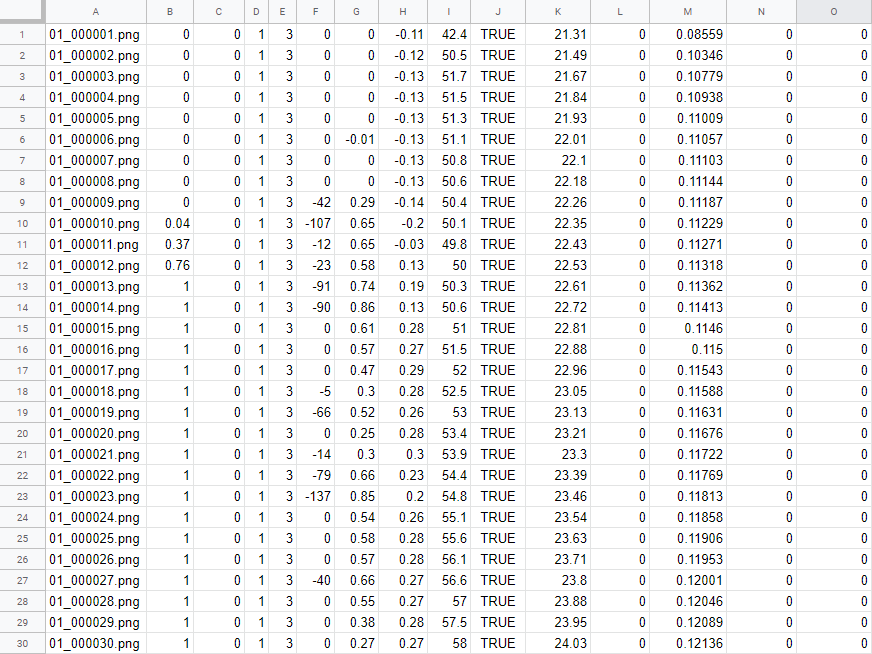 A B C D E F G H I J K L M N O
1 01_000001.png 0 0 1 3 0 0 -0.11 42.4 TRUE 21.31 0 0.08559 0 0
2 01_000002.png 0 0 1 3 0 0 -0.12 50.5 TRUE 21.49 0 0.10346 0 0
3 01_000003.png 0 0 1 3 0 0 -0.13 51.7 TRUE 21.67 0 0.10779 0 0
4 01_000004.png 0 0 1 3 0 0 -0.13 51.5 TRUE 21.84 0 0.10938 0 0
5 01_000005.png 0 0 1 3 0 0 -0.13 51.3 TRUE 21.93 0 0.11009 0 0
6 01_000006.png 0 0 1 3 0 -0.01 -0.13 51.1 TRUE 22.01 0 0.11057 0 0
7 01_000007.png 0 0 1 3 0 0 -0.13 50.8 TRUE 22.1 0 0.11103 0 0
8 01_000008.png 0 0 1 3 0 0 -0.13 50.6 TRUE 22.18 0 0.11144 0 0
9 01_000009.png 0 0 1 3 -42 0.29 -0.14 50.4 TRUE 22.26 0 0.11187 0 0
10 01_000010.png 0.04 0 1 3 -107 0.65 -0.2 50.1 TRUE 22.35 0 0.11229 0 0
11 01_000011.png 0.37 0 1 3 -12 0.65 -0.03 49.8 TRUE 22.43 0 0.11271 0 0
12 01_000012.png 0.76 0 1 3 -23 0.58 0.13 50 TRUE 22.53 0 0.11318 0 0
13 01_000013.png 1 0 1 3 -91 0.74 0.19 50.3 TRUE 22.61 0 0.11362 0 0
14 01_000014.png 1 0 1 3 -90 0.86 0.13 50.6 TRUE 22.72 0 0.11413 0 0
15 01_000015.png 1 0 1 3 0 0.61 0.28 51 TRUE 22.81 0 0.1146 0 0
16 01_000016.png 1 0 1 3 0 0.57 0.27 51.5 TRUE 22.88 0 0.115 0 0
17 01_000017.png 1 0 1 3 0 0.47 0.29 52 TRUE 22.96 0 0.11543 0 0
18 01_000018.png 1 0 1 3 -5 0.3 0.28 52.5 TRUE 23.05 0 0.11588 0 0
19 01_000019.png 1 0 1 3 -66 0.52 0.26 53 TRUE 23.13 0 0.11631 0 0
20 01_000020.png 1 0 1 3 0 0.25 0.28 53.4 TRUE 23.21 0 0.11676 0 0
21 01_000021.png 1 0 1 3 -14 0.3 0.3 53.9 TRUE 23.3 0 0.11722 0 0
22 01_000022.png 1 0 1 3 -79 0.66 0.23 54.4 TRUE 23.39 0 0.11769 0 0
23 01_000023.png 1 0 1 3 -137 0.85 0.2 54.8 TRUE 23.46 0 0.11813 0 0
24 01_000024.png 1 0 1 3 0 0.54 0.26 55.1 TRUE 23.54 0 0.11858 0 0
25 01_000025.png 1 0 1 3 0 0.58 0.28 55.6 TRUE 23.63 0 0.11906 0 0
26 01_000026.png 1 0 1 3 0 0.57 0.28 56.1 TRUE 23.71 0 0.11953 0 0
27 01_000027.png 1 0 1 3 -40 0.66 0.27 56.6 TRUE 23.8 0 0.12001 0 0
28 01_000028.png 1 0 1 3 0 0.55 0.27 57 TRUE 23.88 0 0.12046 0 0
29 01_000029.png 1 0 1 3 0 0.38 0.28 57.5 TRUE 23.95 0 0.12089 0 0
30 01_000030.png 1 0 1 3 0 0.27 0.27 58 TRUE 24.03 0 0.12136 0 0